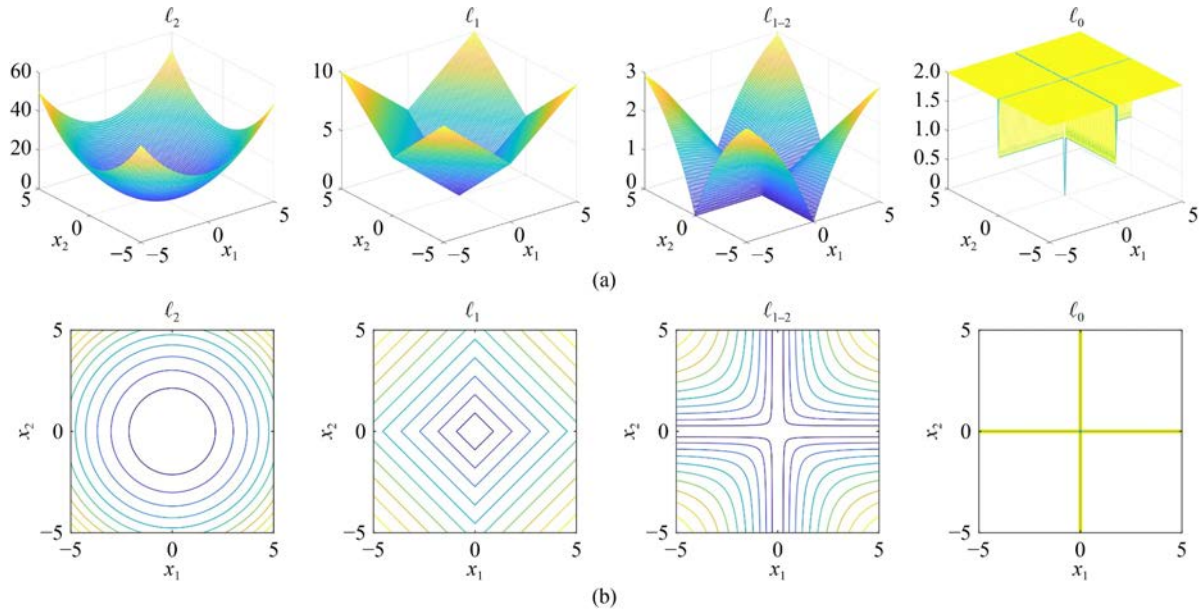 ℓ2 ℓ1 ℓ1–2 ℓ0
60 10 3 2.0
40 5 2 1.5
20 0 1 1.0
0 0 0.5
0
5 5 5 5
0 0 0 0
x2 −5 −5 0 x1 5
x2 −5 −5 0 x1 5
x2 −5 −5 0 x1 5
x2 −5 −5 0 x1 5
(a)
ℓ2 ℓ1 ℓ1–2 ℓ0
5 5 5 5
x2 0 x2 0 x2 0 x2 0
−5 −5 −5 −5
−5 0 5 −5 0 5 −5 0 5 −5 0 5
x1 x1 x1 x1
(b)